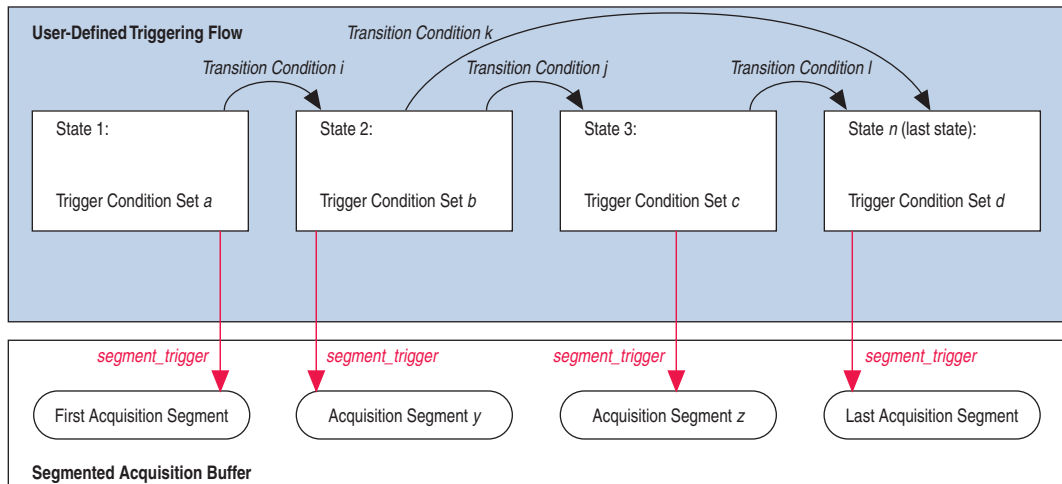 User-Defined Triggering Flow
Transition Condition k
Transition Condition i
Transition Condition j
Transition Condition l
State 1:
Trigger Condition Set a
State 2:
Trigger Condition Set b
State 3:
Trigger Condition Set c
State n (last state):
Trigger Condition Set d
segment_trigger
segment_trigger
segment_trigger
segment_trigger
First Acquisition Segment
Acquisition Segment y
Acquisition Segment z
Last Acquisition Segment
Segmented Acquisition Buffer